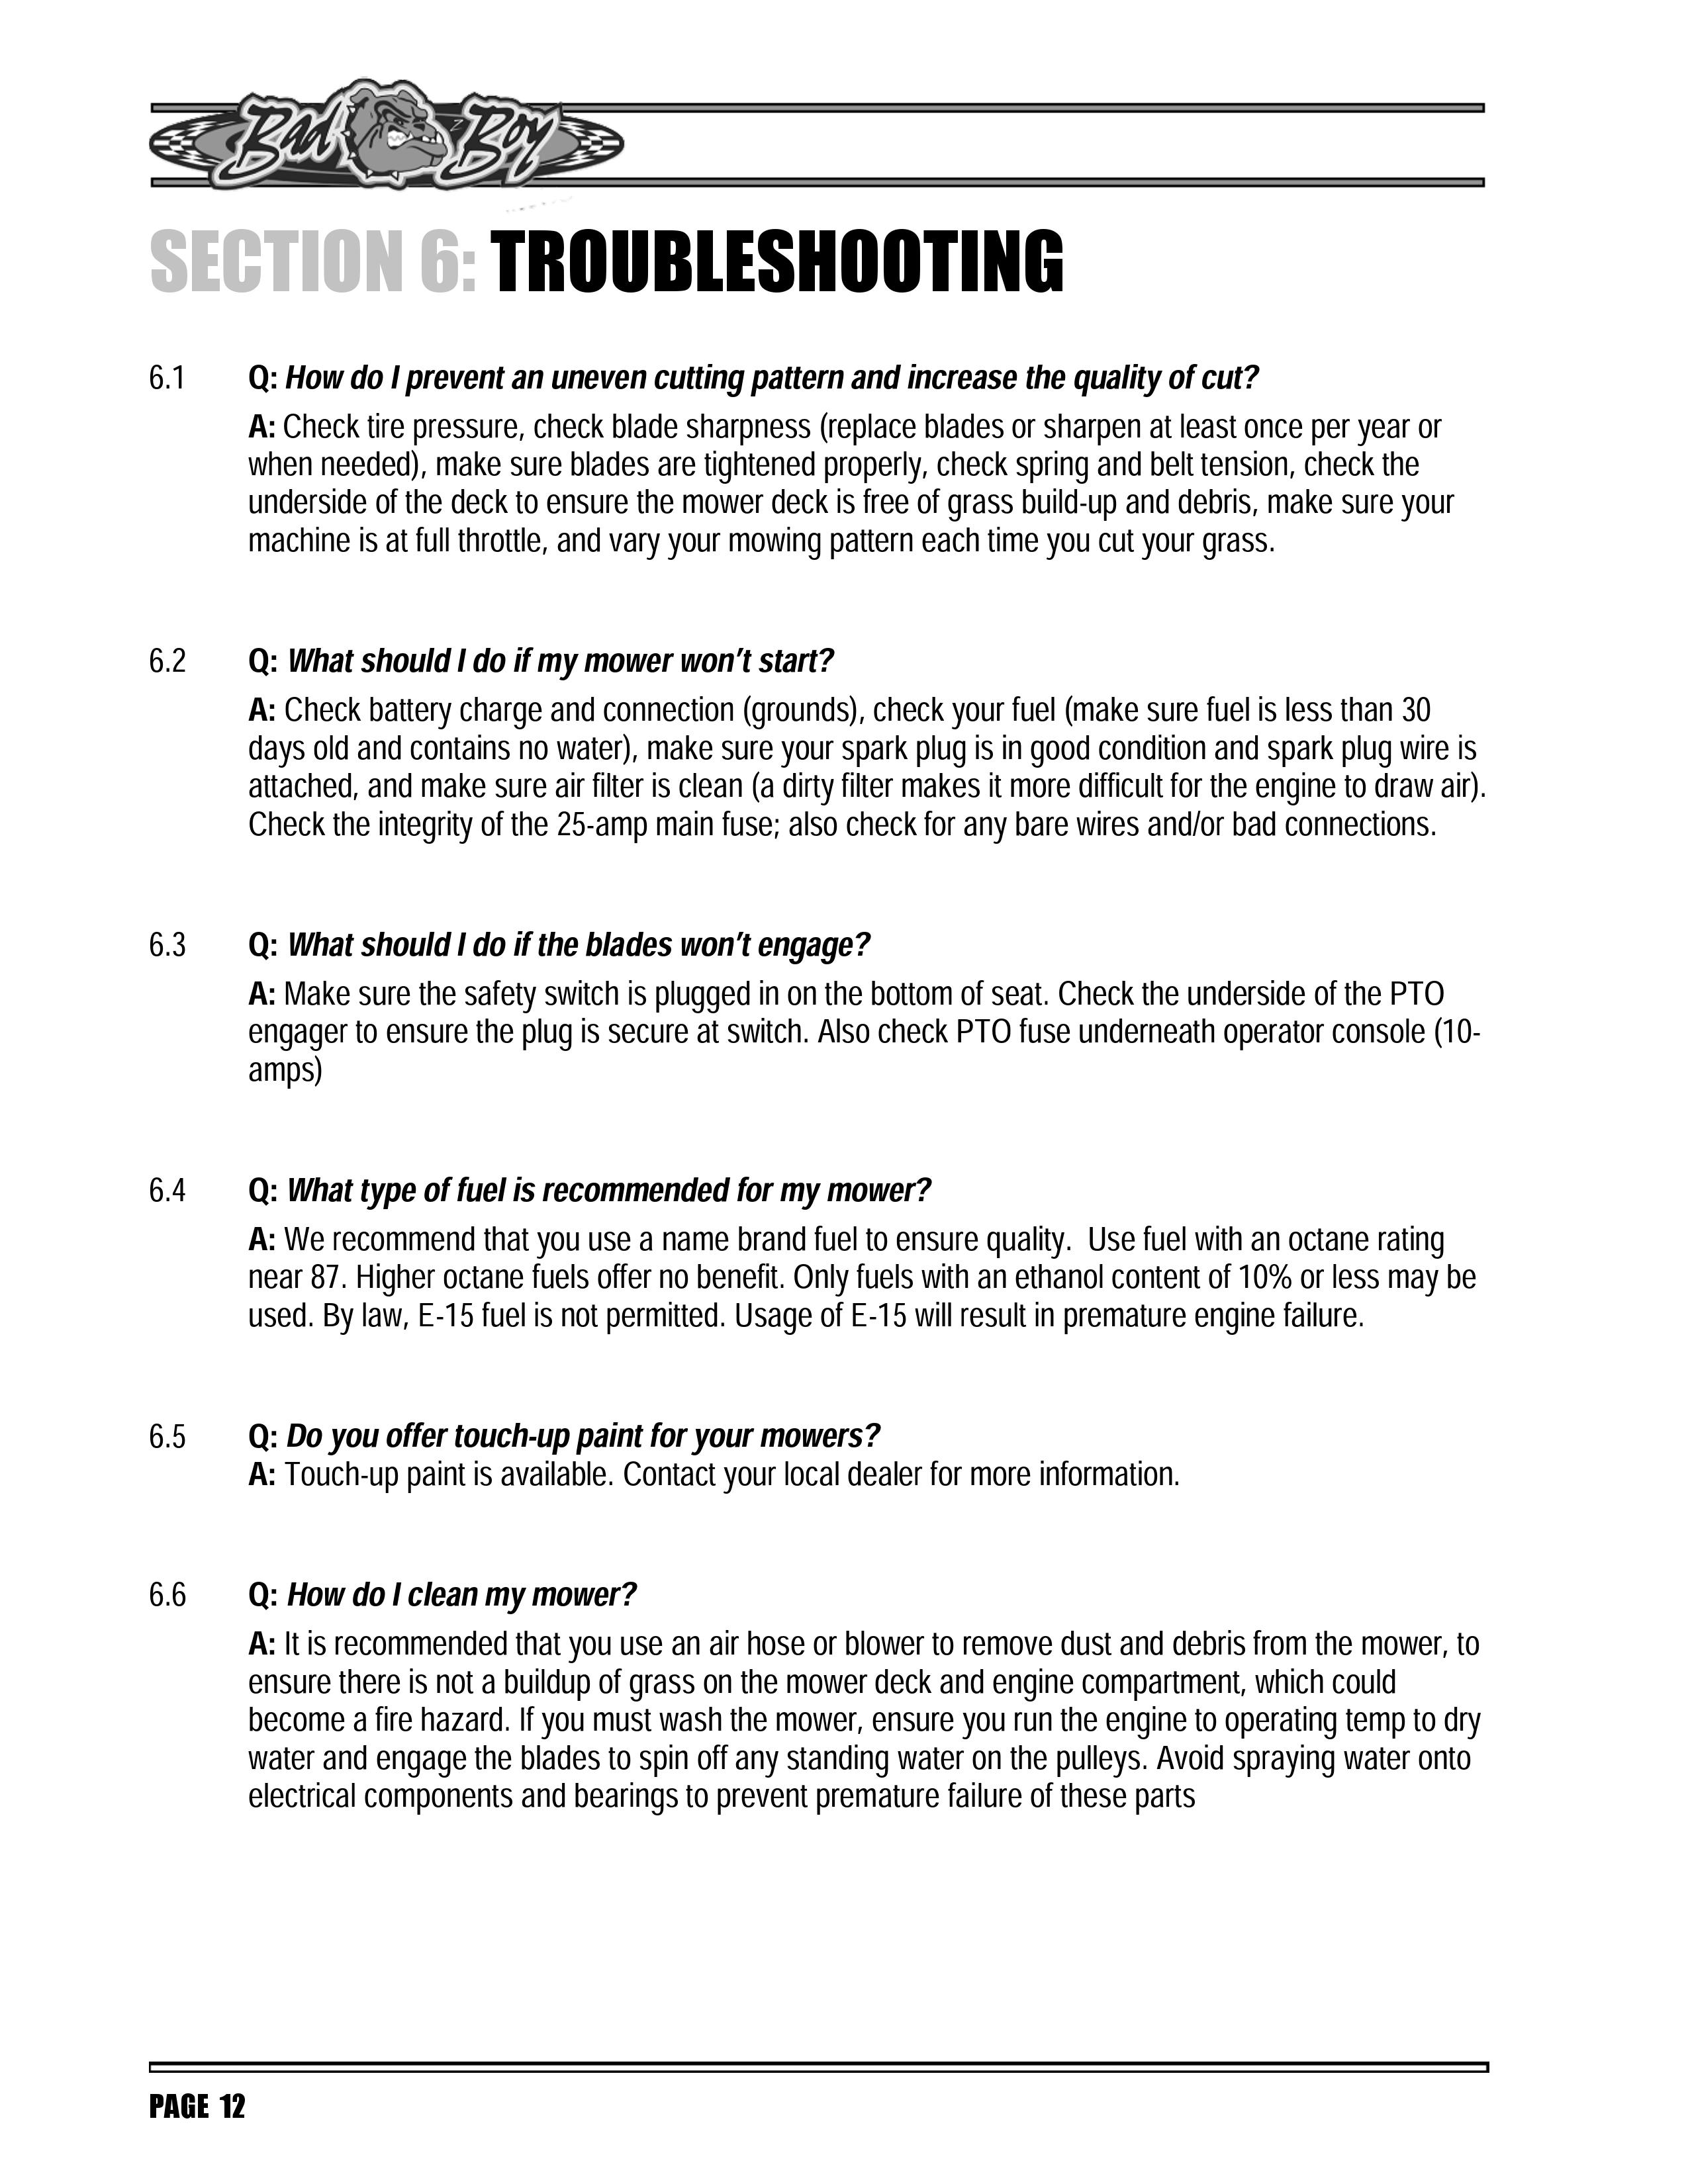 Bad Boy
SECTION 6: TROUBLESHOOTING
6.1 Q: How do I prevent an uneven cutting pattern and increase the quality of cut?
A: Check tire pressure, check blade sharpness (replace blades or sharpen at least once per year or
when needed), make sure blades are tightened properly, check spring and belt tension, check the
underside of the deck to ensure the mower deck is free of grass build-up and debris, make sure your
machine is at full throttle, and vary your mowing pattern each time you cut your grass.
6.2 Q: What should I do if my mower won't start?
A: Check battery charge and connection (grounds), check your fuel (make sure fuel is less than 30
days old and contains no water), make sure your spark plug is in good condition and spark plug wire is
attached, and make sure air filter is clean (a dirty filter makes it more difficult for the engine to draw air).
Check the integrity of the 25-amp main fuse; also check for any bare wires and/or bad connections.
6.3 Q: What should I do if the blades won't engage?
A: Make sure the safety switch is plugged in on the bottom of seat. Check the underside of the PTO
engager to ensure the plug is secure at switch. Also check PTO fuse underneath operator console (10-
amps)
6.4 Q: What type of fuel is recommended for my mower?
A: We recommend that you use a name brand fuel to ensure quality.  Use fuel with an octane rating
near 87. Higher octane fuels offer no benefit. Only fuels with an ethanol content of 10% or less may be
used. By law, E-15 fuel is not permitted. Usage of E-15 will result in premature engine failure.
6.5 Q: Do you offer touch-up paint for your mowers?
A: Touch-up paint is available. Contact your local dealer for more information.
6.6 Q: How do I clean my mower?
A: It is recommended that you use an air hose or blower to remove dust and debris from the mower, to
ensure there is not a buildup of grass on the mower deck and engine compartment, which could
become a fire hazard. If you must wash the mower, ensure you run the engine to operating temp to dry
water and engage the blades to spin off any standing water on the pulleys. Avoid spraying water onto
electrical components and bearings to prevent premature failure of these parts
PAGE 12